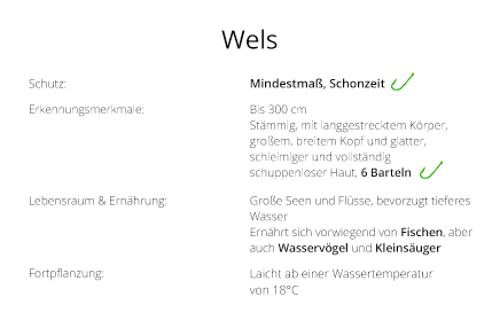 Wels
Schutz: Mindestmaß, Schonzeit
Erkennungsmerkmale: Bis 300 cm
Stämmig, mit langgestrecktem Körper,
großem, breitem Kopf und glatter,
schleimiger und vollständig
schuppenloser Haut, 6 Barteln
Lebensraum & Ernährung: Große Seen und Flüsse, bevorzugt tieferes
Wasser
Ernährt sich vorwiegend von Fischen, aber
auch Wasservögel und Kleinsäuger
Fortpflanzung: Laicht ab einer Wassertemperatur
von 18°C